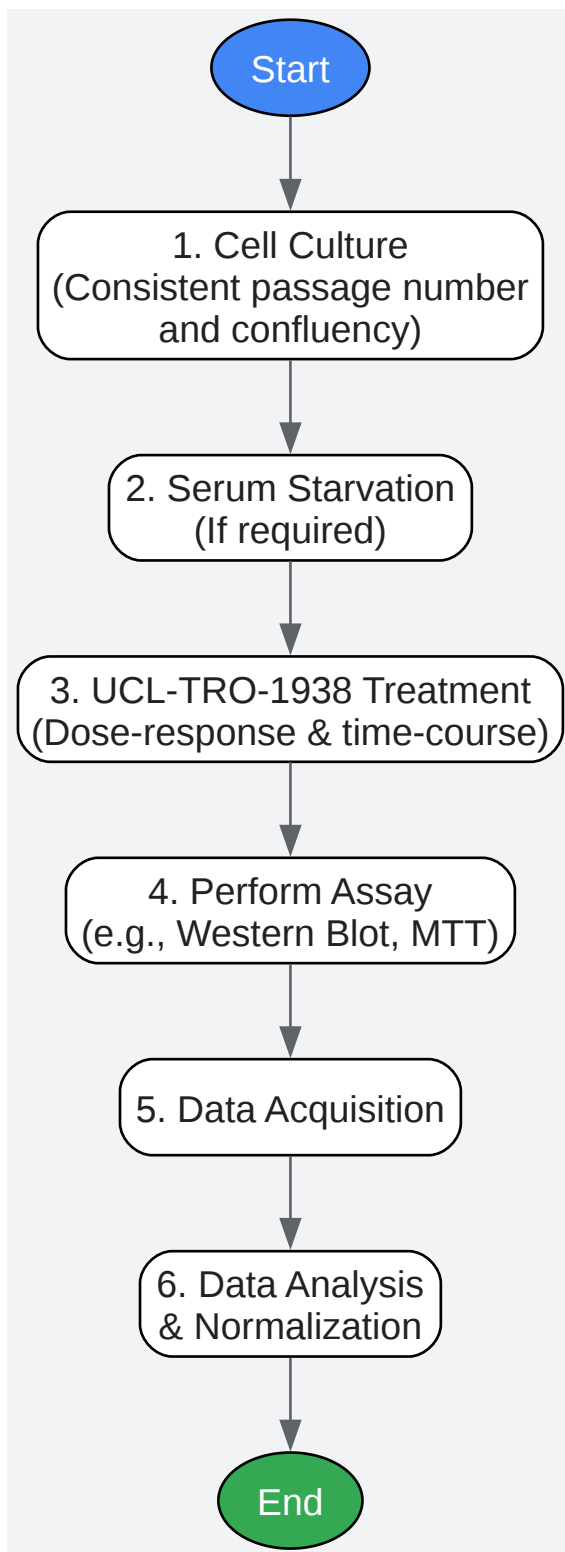 Start
1. Cell Culture
(Consistent passage number
and confluency)
2. Serum Starvation
(If required)
3. UCL-TRO-1938 Treatment
(Dose-response & time-course)
4. Perform Assay
(e.g., Western Blot, MTT)
5. Data Acquisition
6. Data Analysis
& Normalization
End